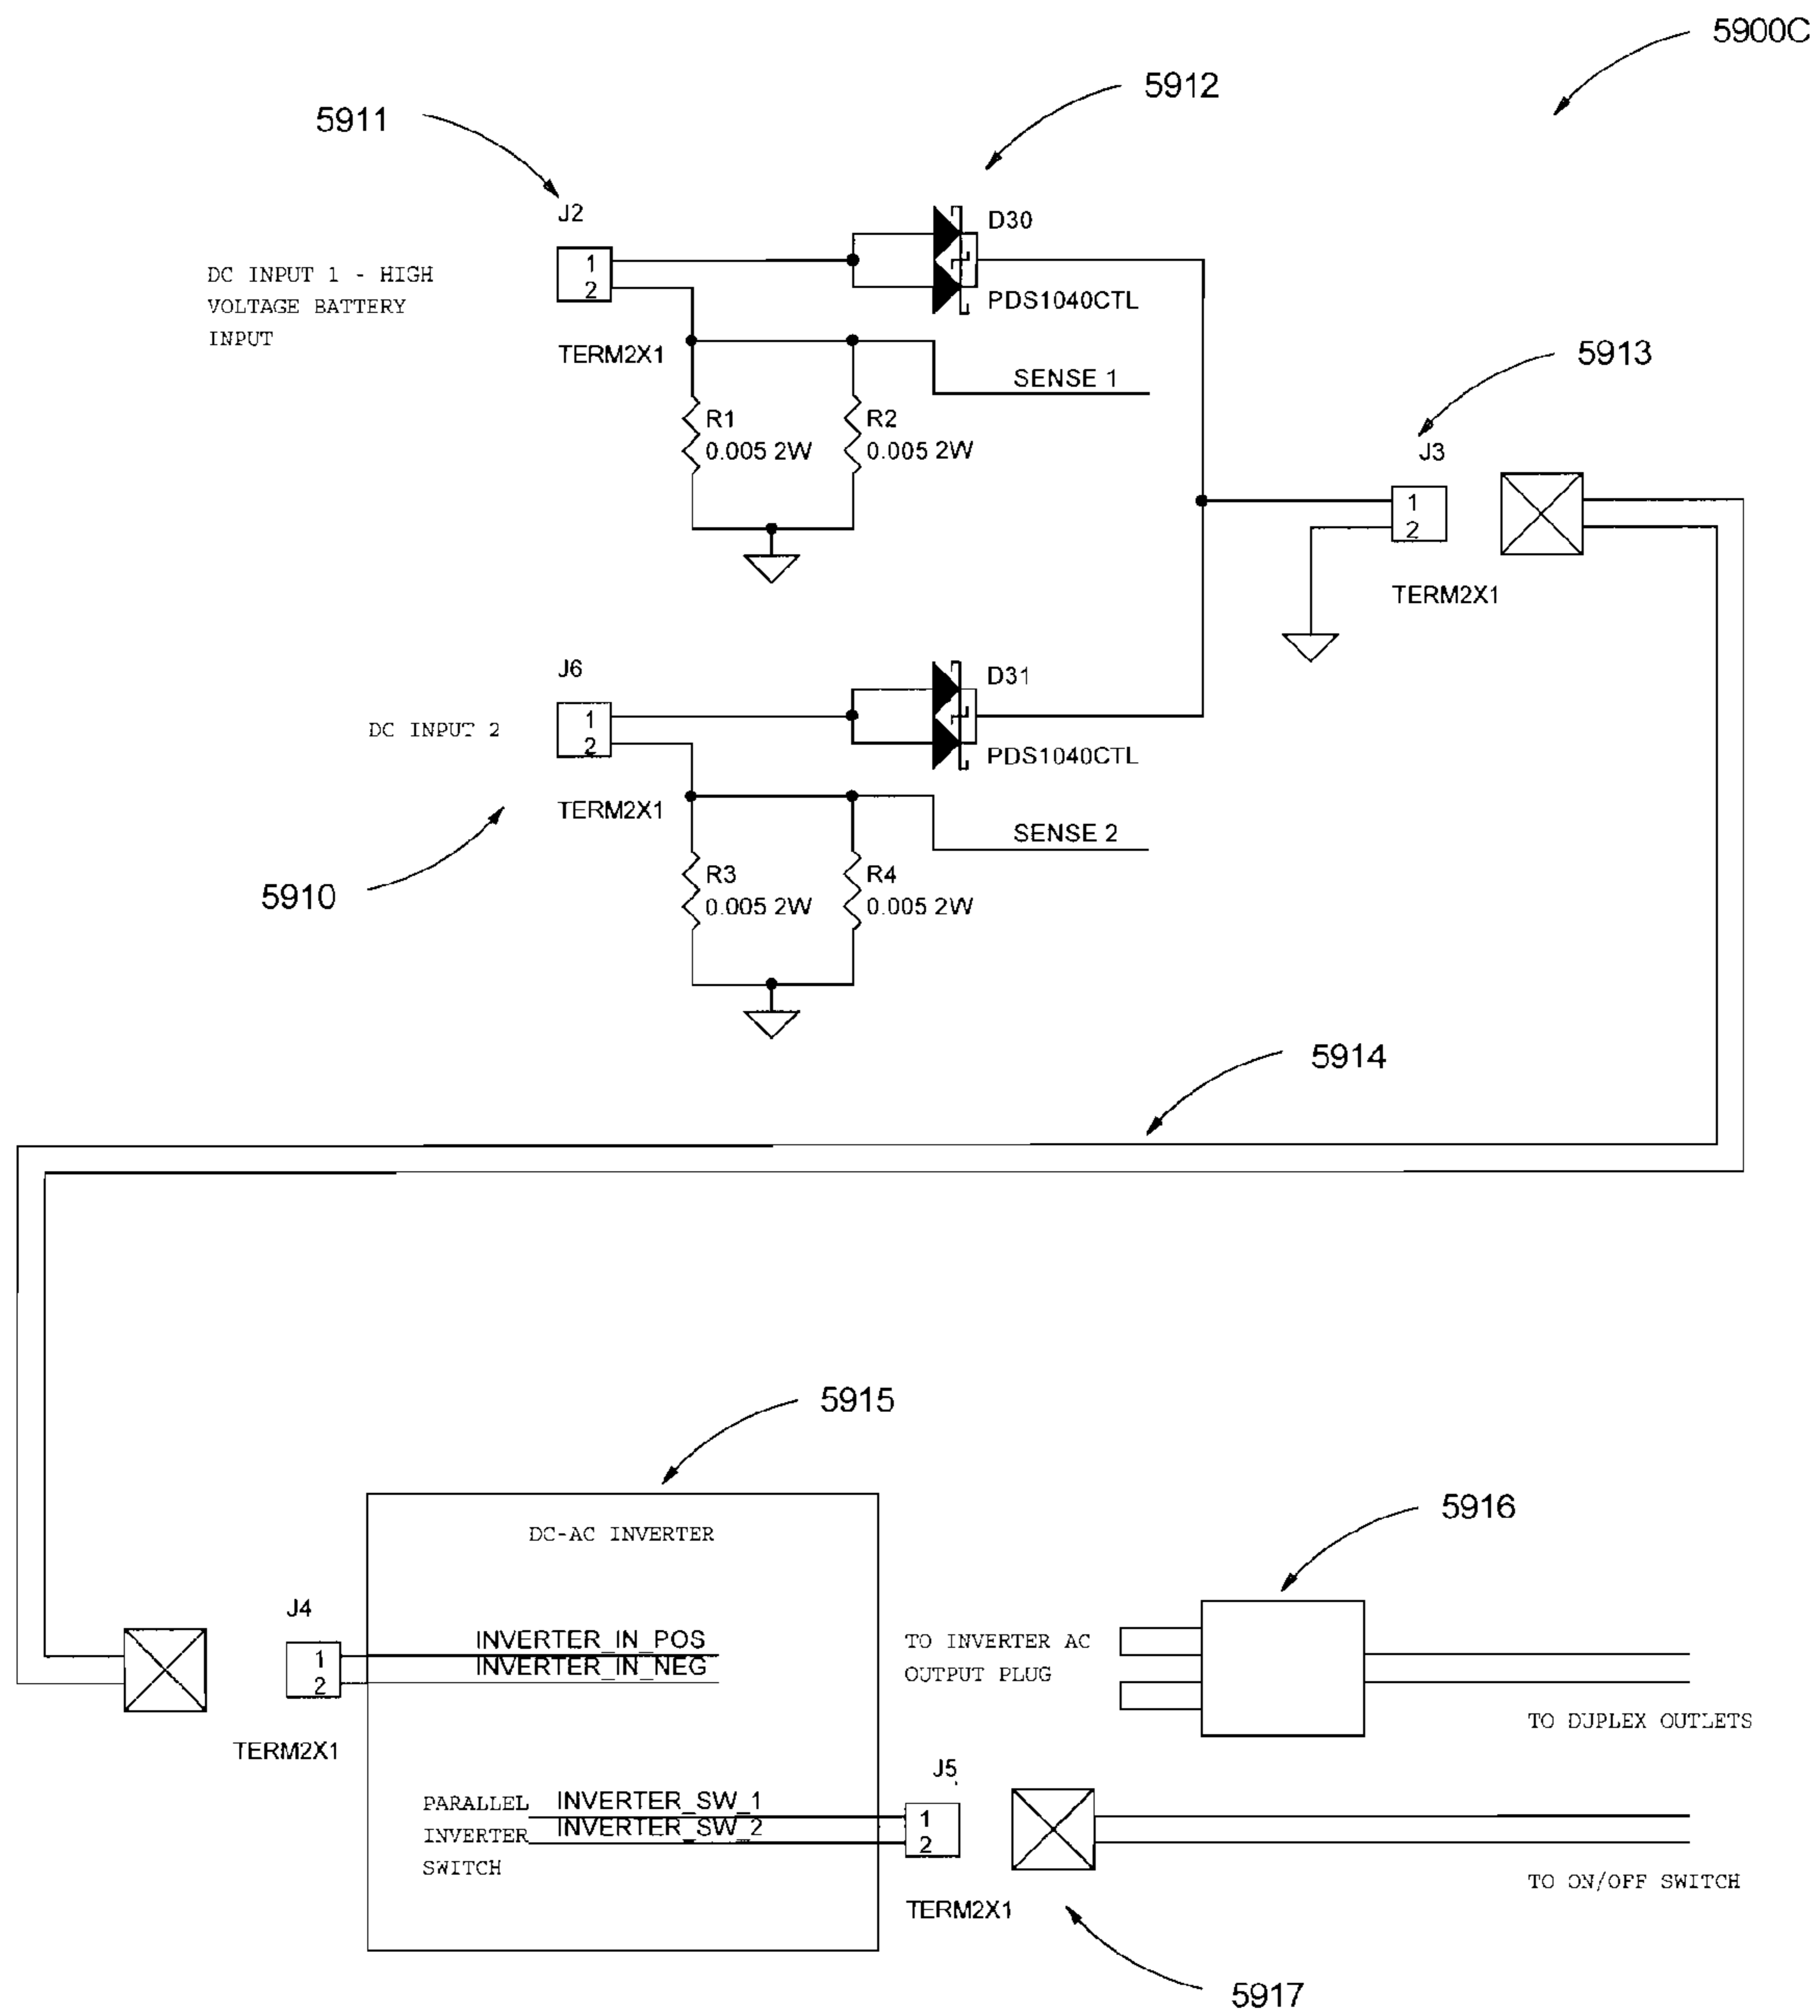 5900C
5912
5911
J2
D30
DC INPUT 1 - HIGH
VOLTAGE BATTERY
INPUT
1
2
PDS1040CTL
TERM2X1
SENSE 1
5913
R1
0.005 2W
R2
0.005 2W
J3
1
2
TERM2X1
J6
D31
DC INPUT 2
1
2
PDS1040CTL
TERM2X1
SENSE 2
5910
R3
0.005 2W
R4
0.005 2W
5914
5915
5916
DC-AC INVERTER
J4
1
2
INVERTER_IN_POS
INVERTER_IN_NEG
TERM2X1
TO INVERTER AC
OUTPUT PLUG
TO DUPLEX OUTLETS
PARALLEL
INVERTER
SWITCH
INVERTER_SW_1
INVERTER_SW_2
J5
1
2
TERM2X1
TO ON/OFF SWITCH
5917